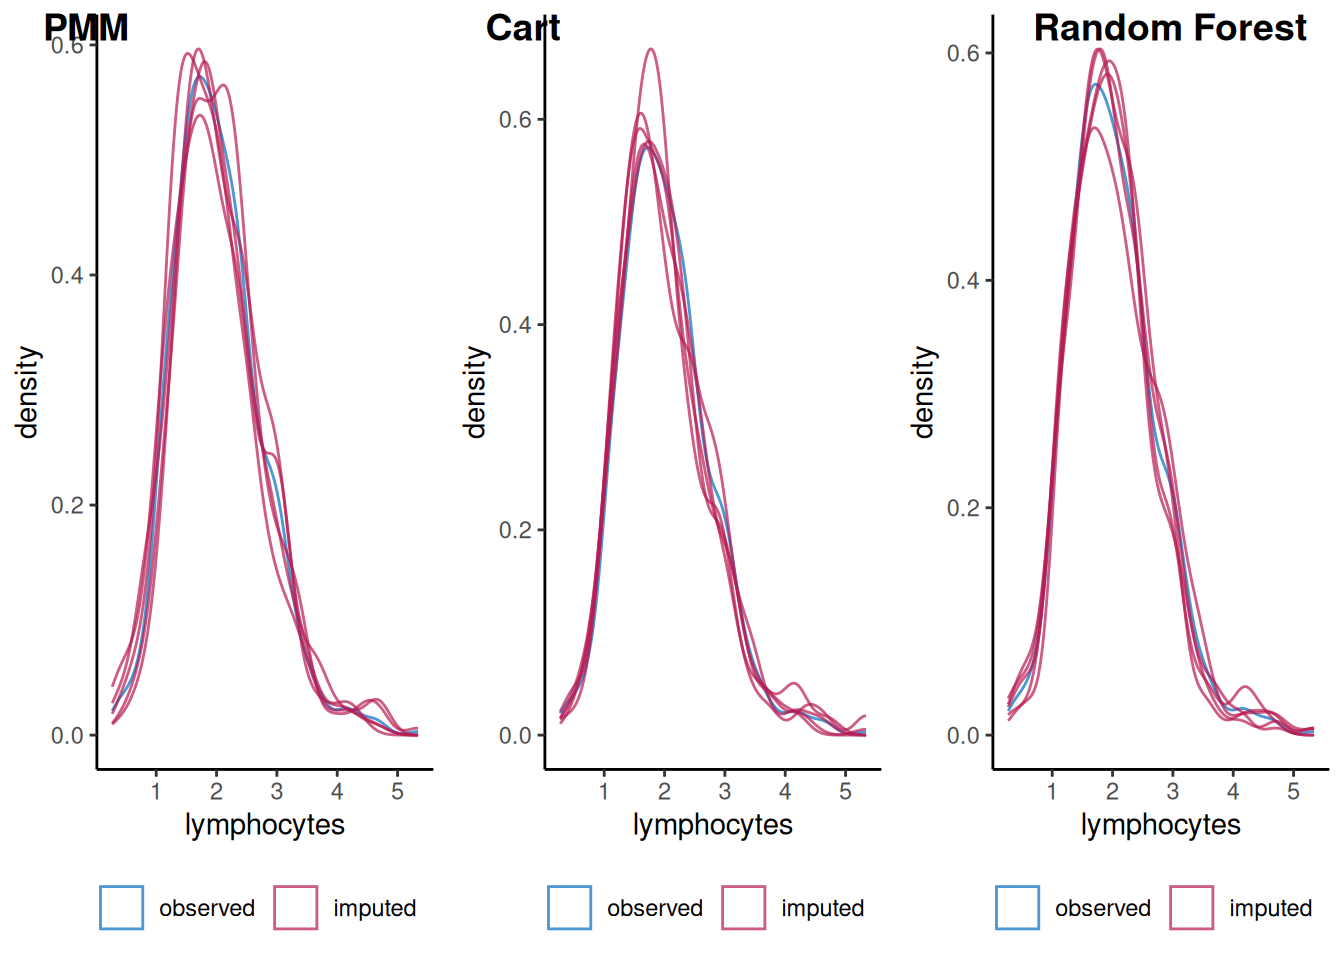 PMM
0.6
0.4
0.2
0.0
density
1 2 3 4 5
lymphocytes
observed imputed
Cart
0.6
0.4
0.2
0.0
density
1 2 3 4 5
lymphocytes
observed imputed
Random Forest
0.6
0.4
0.2
0.0
density
1 2 3 4 5
lymphocytes
observed imputed